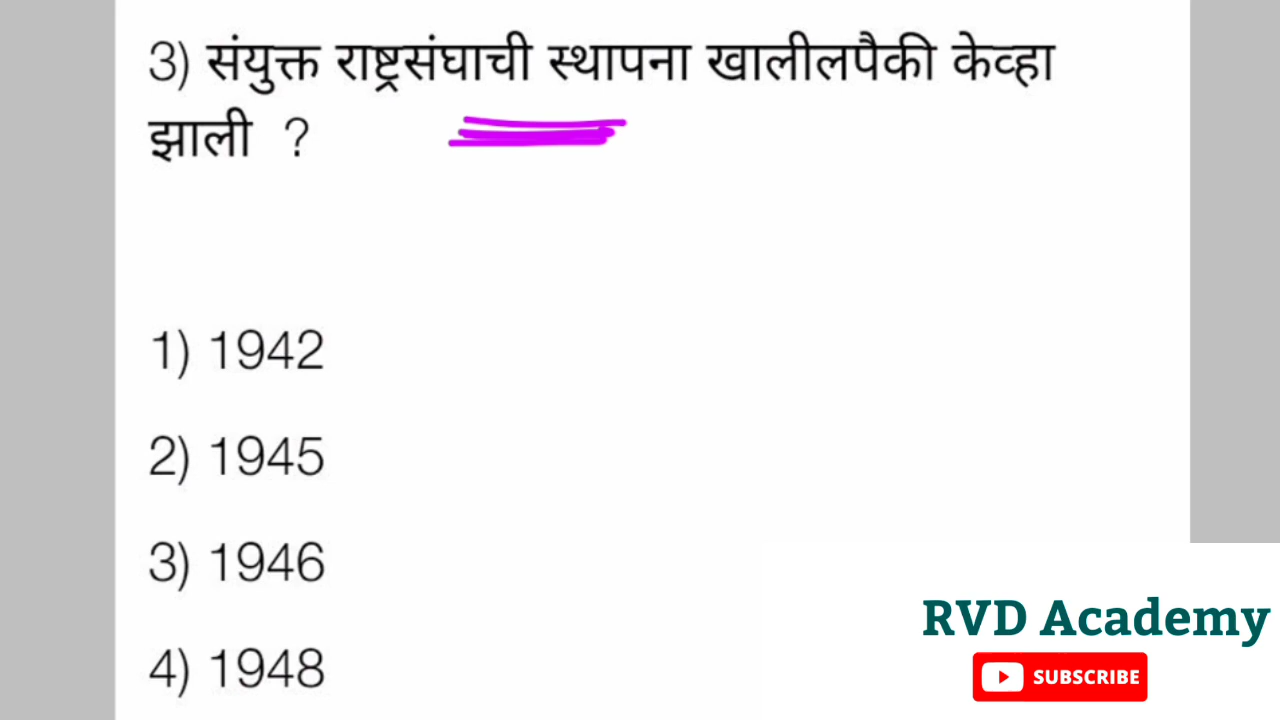 3) संयुक्त राष्ट्रसंघाची स्थापना खालीलपैकी केव्हा
झाली ?
1) 1942
2) 1945
3) 1946
4) 1948
RVD Academy
SUBSCRIBE